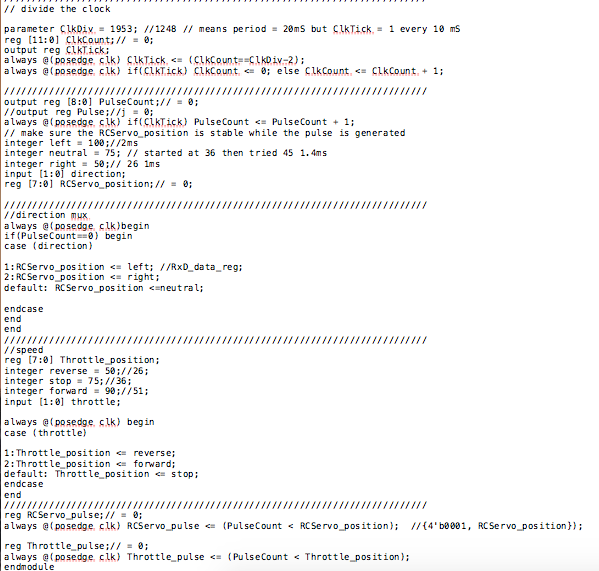 ////////////////////////////////////////////////////////////////////////////////
// divide the clock
parameter ClkDiv = 1953; //1248 // means period = 20mS but ClkTick = 1 every 10 mS
reg [11:0] ClkCount;// = 0;
output reg ClkTick;
always @(posedge clk) ClkTick <= (ClkCount==ClkDiv-2);
always @(posedge clk) if(ClkTick) ClkCount <= 0; else ClkCount <= ClkCount + 1;
////////////////////////////////////////////////////////////////////////////////
output reg [8:0] PulseCount;// = 0;
//output reg Pulse;//j = 0;
always @(posedge clk) if(ClkTick) PulseCount <= PulseCount + 1;
// make sure the RCServo_position is stable while the pulse is generated
integer left = 100;//2ms
integer neutral = 75; // started at 36 then tried 45 1.4ms
integer right = 50;// 26 1ms
input [1:0] direction;
reg [7:0] RCServo_position;// = 0;
////////////////////////////////////////////////////////////////////////////////
//direction mux
always @(posedge clk)begin
if(PulseCount==0) begin
case (direction)
1:RCServo_position <= left; //RxD_data_reg;
2:RCServo_position <= right;
default: RCServo_position <=neutral;
endcase
end
end
////////////////////////////////////////////////////////////////////////////////
//speed
reg [7:0] Throttle_position;
integer reverse = 50;//26;
integer stop = 75;//36;
integer forward = 90;//51;
input [1:0] throttle;
always @(posedge clk) begin
case (throttle)
1:Throttle_position <= reverse;
2:Throttle_position <= forward;
default: Throttle_position <= stop;
endcase
end
////////////////////////////////////////////////////////////////////////////////
reg RCServo_pulse;// = 0;
always @(posedge clk) RCServo_pulse <= (PulseCount < RCServo_position);  //{4'b0001, RCServo_position});
reg Throttle_pulse;// = 0;
always @(posedge clk) Throttle_pulse <= (PulseCount < Throttle_position);
endmodule